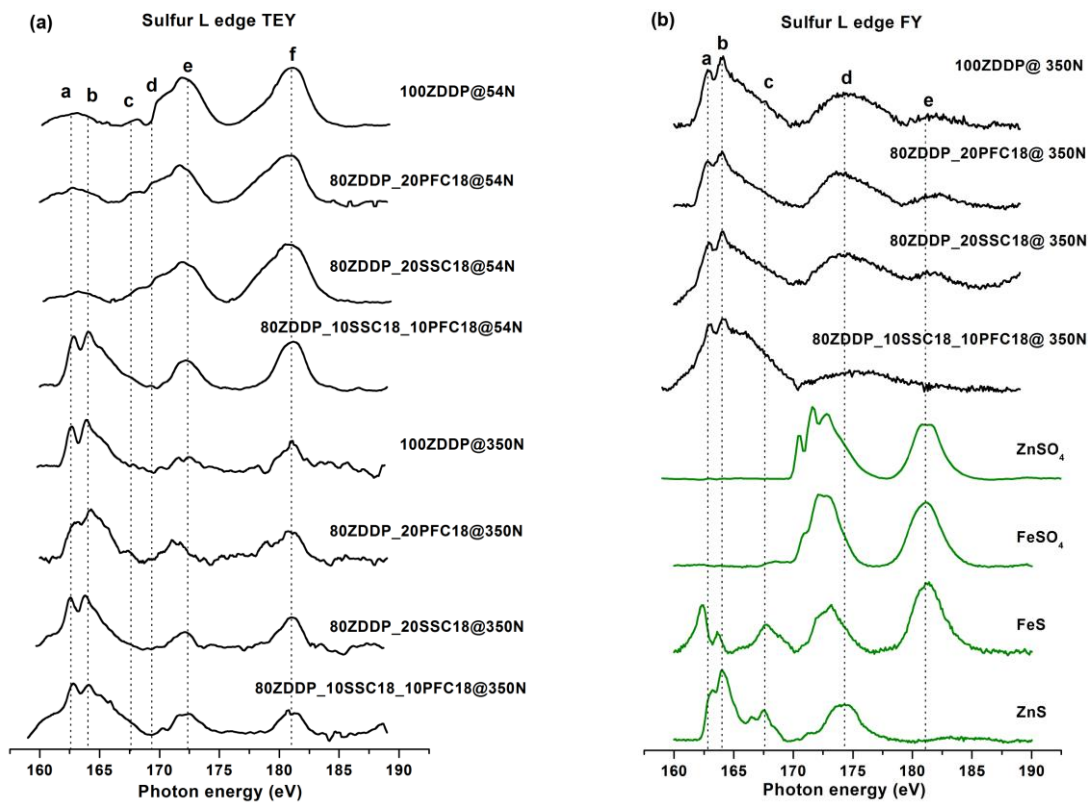 (a)
Sulfur L edge TEY
a
b
c
d
e
f
100ZDDP@54N
80ZDDP_20PFC18@54N
80ZDDP_20SSC18@54N
80ZDDP_10SSC18_10PFC18@54N
100ZDDP@350N
80ZDDP_20PFC18@350N
80ZDDP_20SSC18@350N
80ZDDP_10SSC18_10PFC18@350N
160 165 170 175 180 185 190
Photon energy (eV)
(b)
Sulfur L edge FY
a
b
c
d
e
100ZDDP@ 350N
80ZDDP_20PFC18@ 350N
80ZDDP_20SSC18@ 350N
80ZDDP_10SSC18_10PFC18@ 350N
ZnSO4
FeSO4
FeS
ZnS
160 165 170 175 180 185 190
Photon energy (eV)